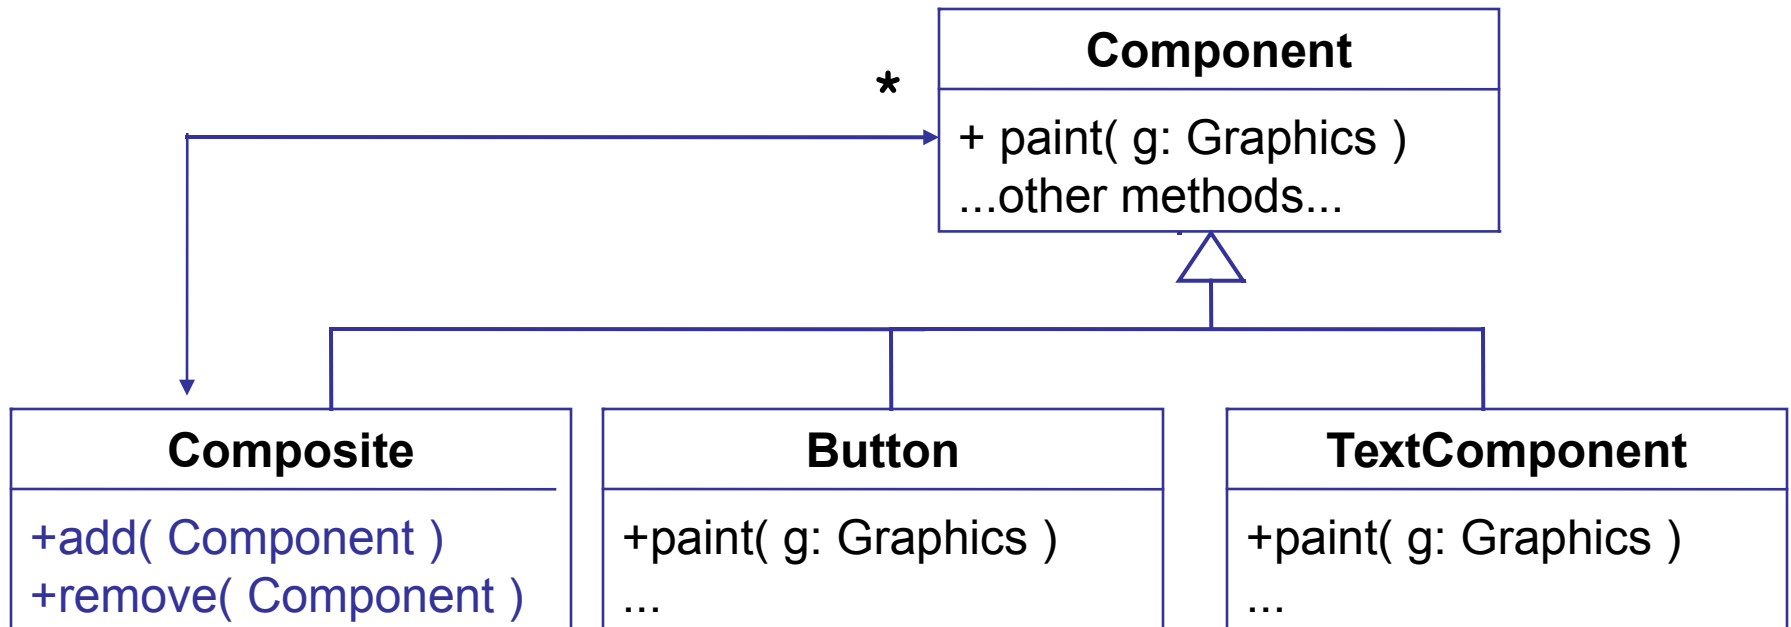 Component
*
+ paint( g: Graphics )
...other methods...
Composite
+add( Component )
+remove( Component )
Button
+paint( g: Graphics )
...
TextComponent
+paint( g: Graphics )
...